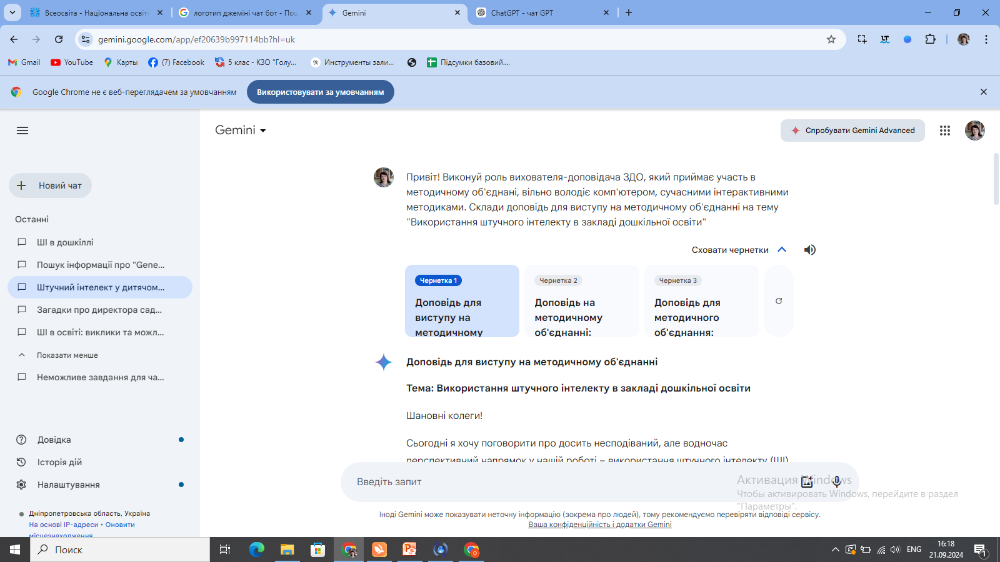 Всеосвіта - Національна освіт
логотип джеміні чат бот - Пош
Gemini
ChatGPT - чат GPT
gemini.google.com/app/ef20639b997114bb?hl=uk
Gmail
YouTube
Карты
(7) Facebook
5 клас - КЗО "Голу...
Инструменты зали...
Підсумки базовий....
Google Chrome не є веб-переглядачем за умовчанням
Використовувати за умовчанням
Gemini
Спробувати Gemini Advanced
Новий чат
Останні
ШІ в дошкіллі
Пошук інформації про "Gene...
Штучний інтелект у дитячом...
Загадки про директора сад...
ШІ в освіті: виклики та можл...
Показати менше
Неможливе завдання для ча...
Довідка
Історія дій
Налаштування
Дніпропетровська область, Україна
На основі IP-адреси • Оновити
місцезнаходження
Привіт! Виконуй роль вихователя-доповідача ЗДО, який приймає участь в
методичному об'єднані, вільно володіє комп'ютером, сучасними інтерактивними
методиками. Склади доповідь для виступу на методичному об'єднанні на тему
"Використання штучного інтелекту в закладі дошкільної освіти"
Сховати чернетки
Чернетка 1
Доповідь для
виступу на
методичному
Чернетка 2
Доповідь на
методичному
об'єднанні:
Чернетка 3
Доповідь для
методичного
об'єднання:
Доповідь для виступу на методичному об'єднанні
Тема: Використання штучного інтелекту в закладі дошкільної освіти
Шановні колеги!
Сьогодні я хочу поговорити про досить несподіваний, але водночас
перспективний напрямок у нашій роботі – використання штучного інтелекту (ШІ)
Введіть запит
Активация Windows
Чтобы активировать Windows, перейдите в раздел
"Параметры".
Іноді Gemini може показувати неточну інформацію (зокрема про людей), тому рекомендуємо перевіряти відповіді сервісу.
Ваша конфіденційність і додатки Gemini
Поиск
ENG
16:18
21.09.2024
1